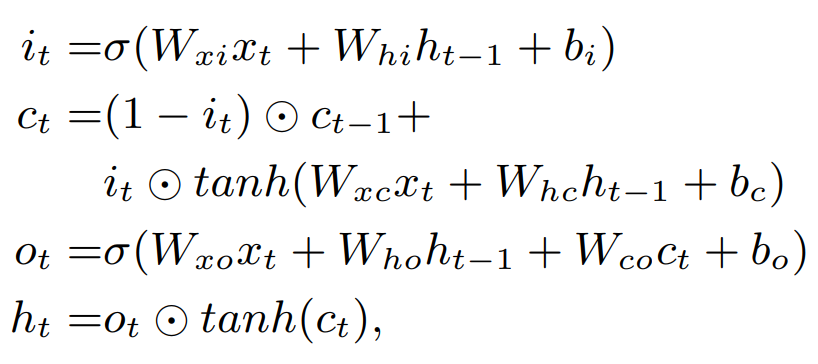 i_t =σ(W_{xi}x_t + W_{hi}h_{t−1} + b_i)
c_t =(1 − i_t) ⊙ c_{t−1}+
i_t ⊙ tanh(W_{xc}x_t + W_{hc}h_{t−1} + b_c)
o_t =σ(W_{xo}x_t + W_{ho}h_{t−1} + W_{co}c_t + b_o)
h_t =o_t ⊙ tanh(c_t),